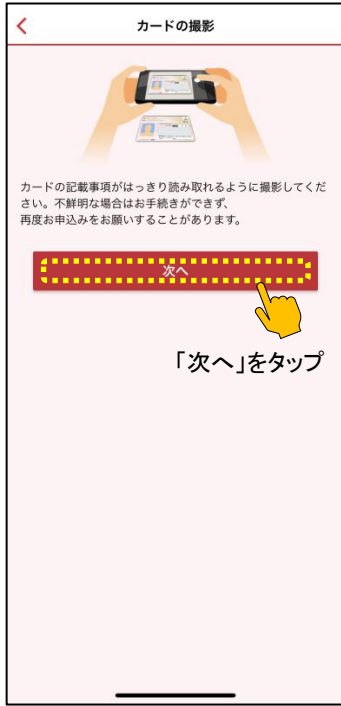 カードの撮影
カードの記載事項がはっきり読み取れるように撮影してくだ
さい。不鮮明な場合はお手続きができず、
再度お申込みをお願いすることがあります。
次へ
「次へ」をタップ